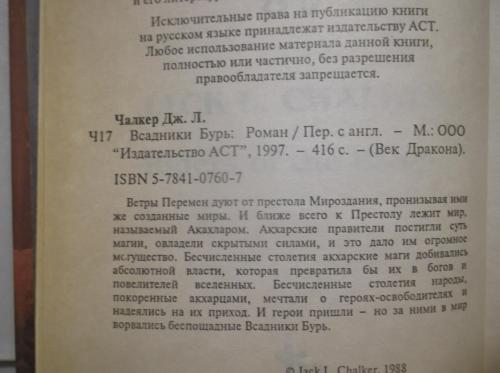 и его литерату
Исключительные права на публикацию книги
на русском языке принадлежат издательству АСТ.
Любое использование материала данной книги,
полностью или частично, без разрешения
правообладателя запрещается.
Чалкер Дж. Л.
Ч17 Всадники Бурь: Роман / Пер. с англ. – М.: ООО
“Издательство АСТ”, 1997. – 416 с. – (Век Дракона).
ISBN 5-7841-0760-7
Ветры Перемен дуют от престола Мироздания, пронизывая ими
же созданные миры. И ближе всего к Престолу лежит мир,
называемый Акахларом. Акхарские правители постигли суть
магии, овладели скрытыми силами, и это дало им огромное
могущество. Бесчисленные столетия акхарские маги добивались
абсолютной власти, которая превратила бы их в богов и
повелителей вселенных. Бесчисленные столетия народы,
покоренные акхарцами, мечтали о героях-освободителях и
надеялись на их приход. И герои пришли – но за ними в мир
ворвались беспощадные Всадники Бурь.
© Jack L. Chalker, 1988